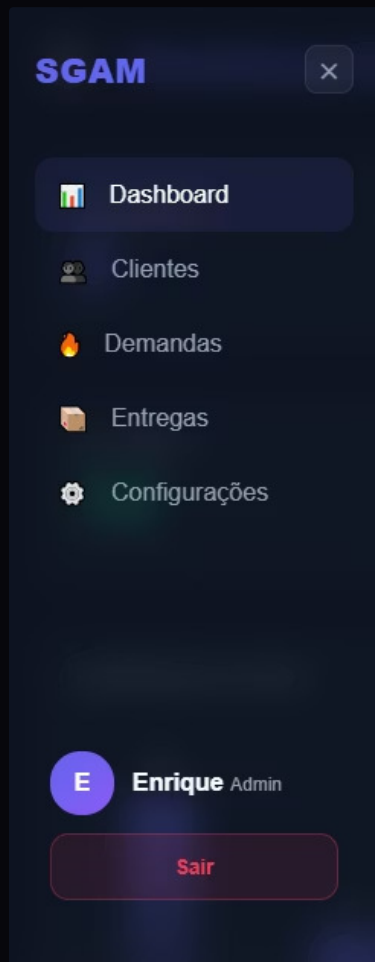 SGAM
Dashboard
Clientes
Demandas
Entregas
Configurações
E
Enrique Admin
Sair